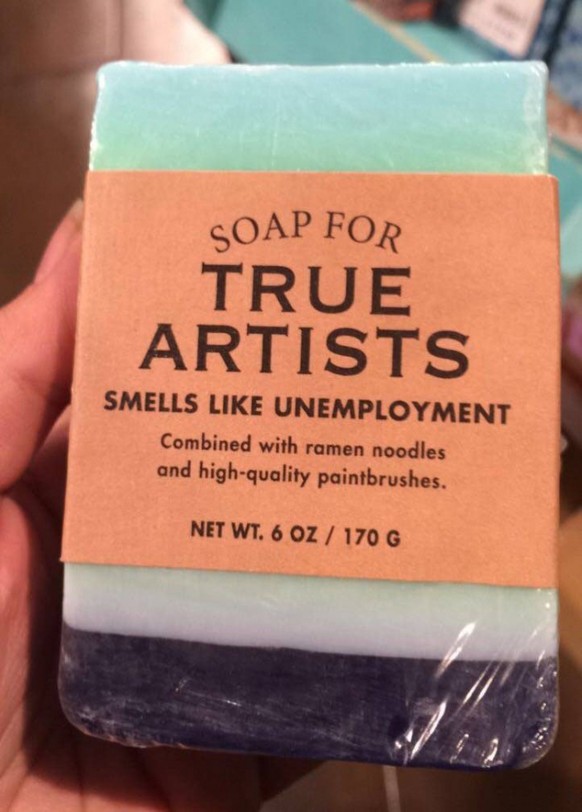 SOAP FOR
TRUE
ARTISTS
SMELLS LIKE UNEMPLOYMENT
Combined with ramen noodles
and high-quality paintbrushes.
NET WT. 6 OZ / 170 G